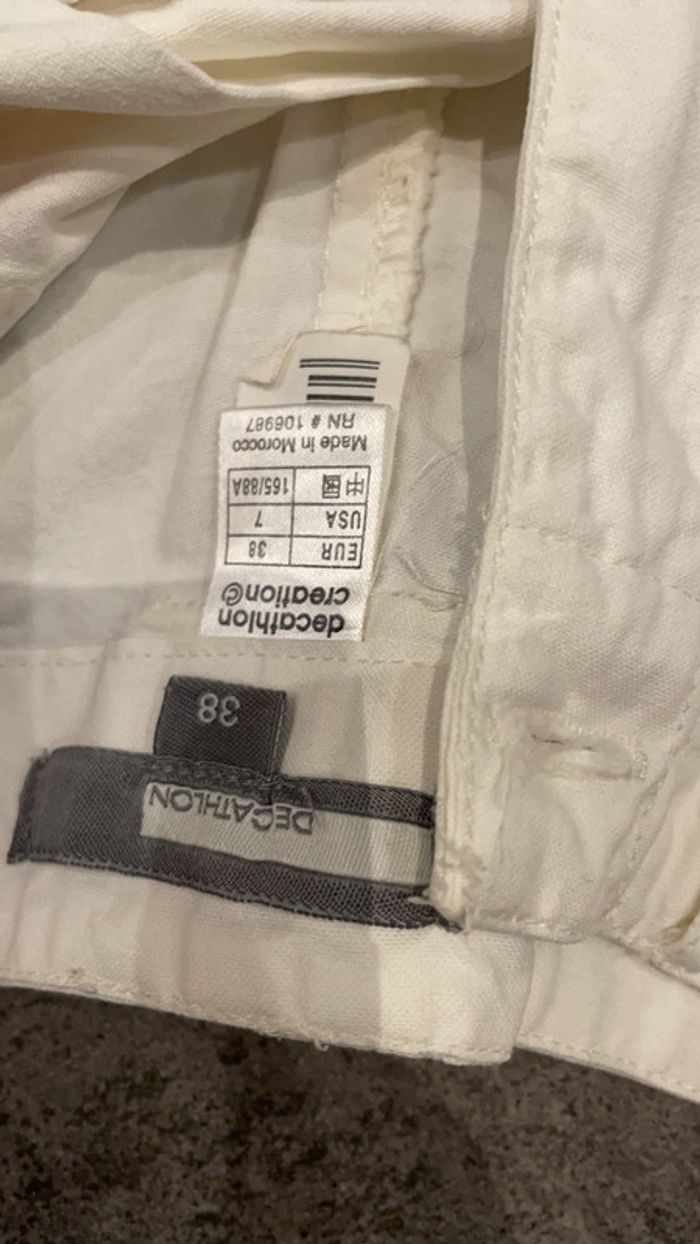 DECATHLON
38
decathlon
creation©
EUR 38
USA 7
中国 165/88A
Made in Morocco
RN # 106987